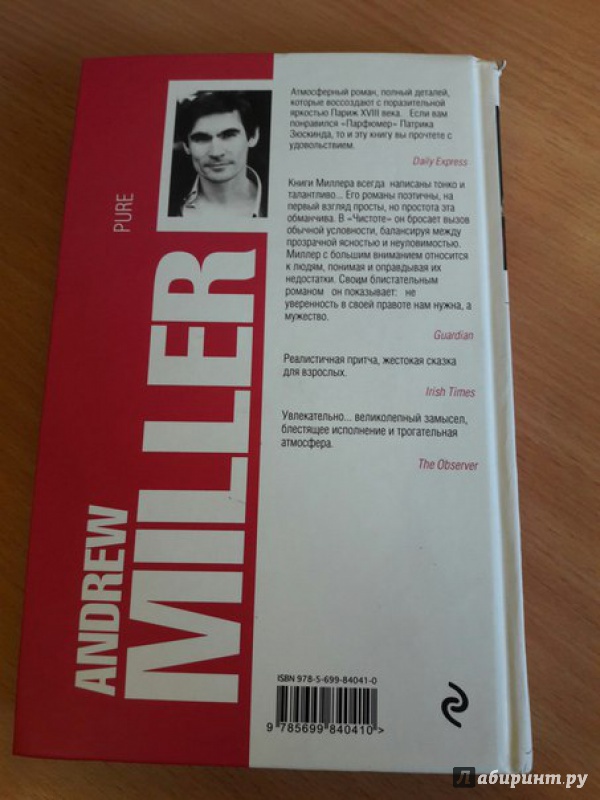 ANDREW
MILLER
PURE
Атмосферный роман, полный деталей,
которые воссоздают с поразительной
яркостью Париж XVIII века. Если вам
понравился «Парфюмер» Патрика
Зюскинда, то и эту книгу вы прочтете с
удовольствием.
Daily Express
Книги Миллера всегда написаны тонко и
талантливо... Его романы поэтичны, на
первый взгляд просты, но простота эта
обманчива. В «Чистоте» он бросает вызов
обычной условности, балансируя между
прозрачной ясностью и неуловимостью.
Миллер с большим вниманием относится
к людям, понимая и оправдывая их
недостатки. Своим блистательным
романом он показывает: не
уверенность в своей правоте нам нужна, а
мужество.
Guardian
Реалистичная притча, жестокая сказка
для взрослых.
Irish Times
Увлекательно... великолепный замысел,
блестящее исполнение и трогательная
атмосфера.
The Observer
ISBN 978-5-699-84041-0
9 785699 840410>
Лабиринт.ру